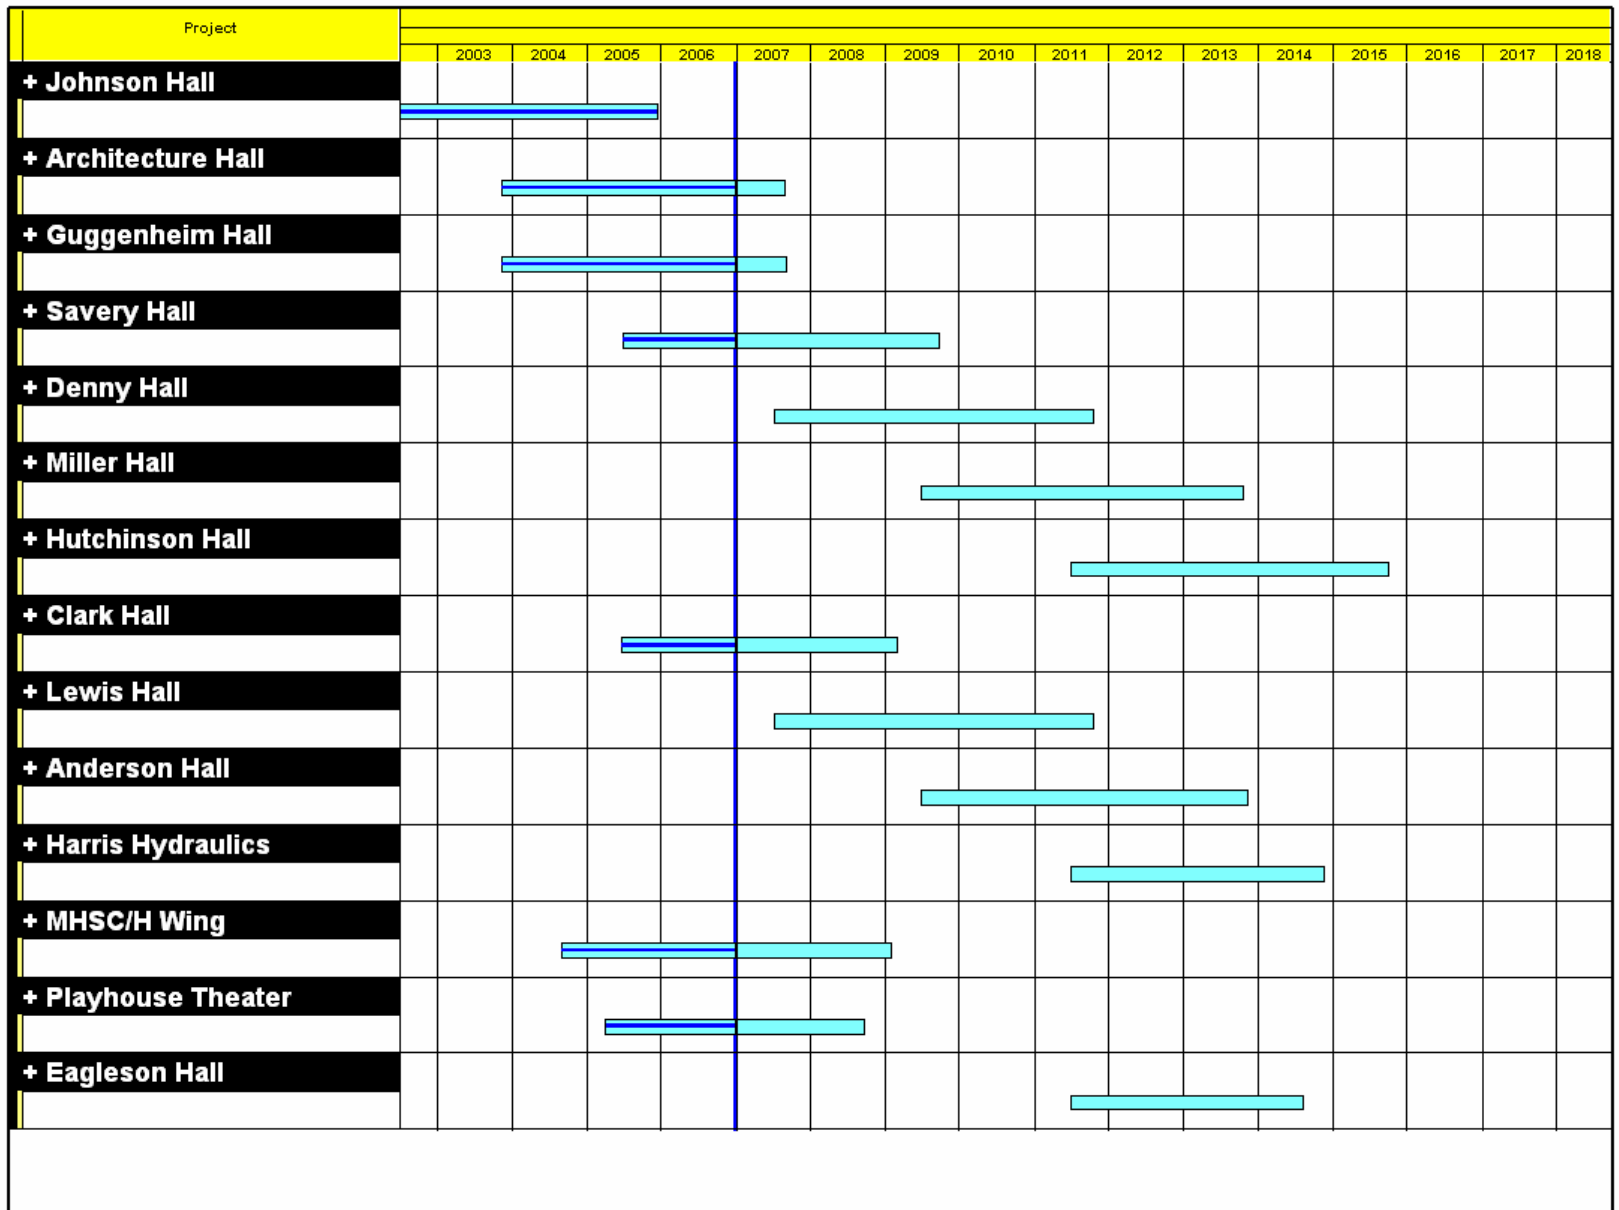 Project
2003 2004 2005 2006 2007 2008 2009 2010 2011 2012 2013 2014 2015 2016 2017 2018
+ Johnson Hall
+ Architecture Hall
+ Guggenheim Hall
+ Savery Hall
+ Denny Hall
+ Miller Hall
+ Hutchinson Hall
+ Clark Hall
+ Lewis Hall
+ Anderson Hall
+ Harris Hydraulics
+ MHSC/H Wing
+ Playhouse Theater
+ Eagleson Hall